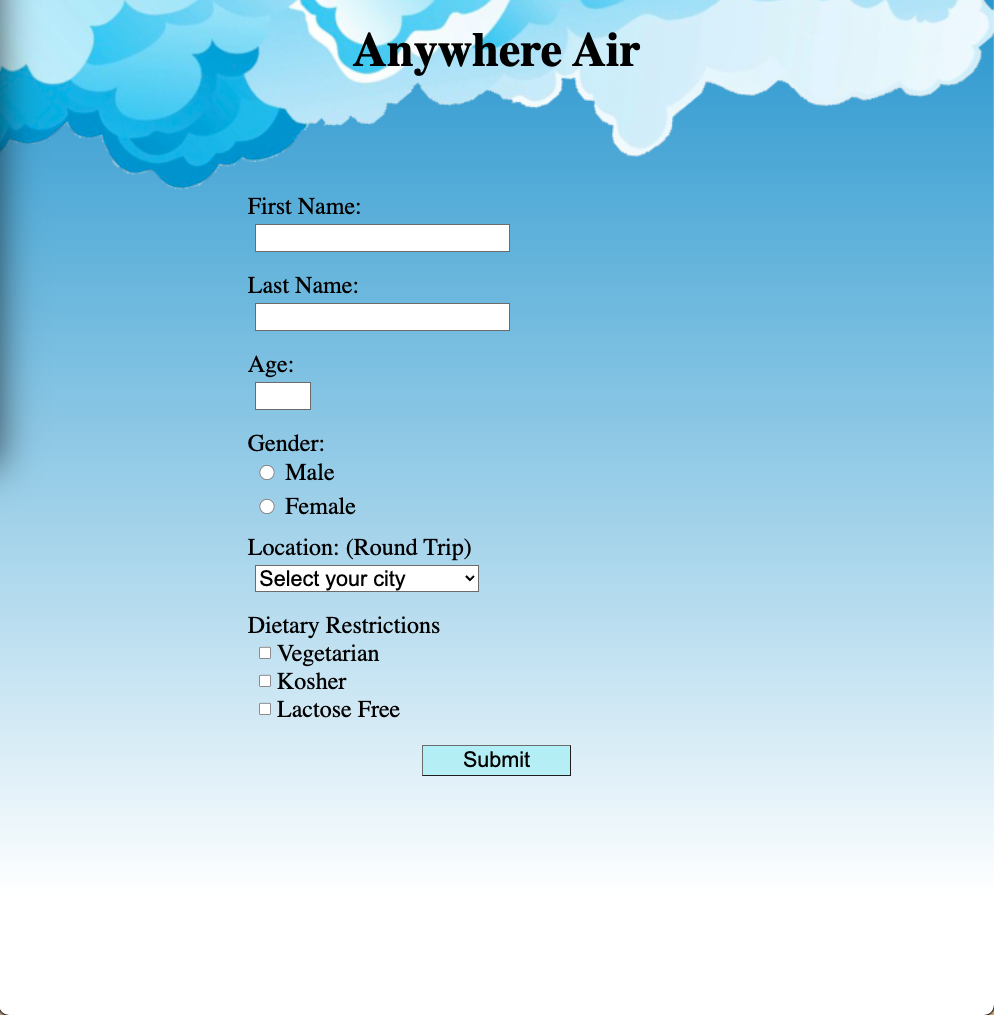 Anywhere Air
First Name:
Last Name:
Age:
Gender:
Male
Female
Location: (Round Trip)
Select your city
Dietary Restrictions
Vegetarian
Kosher
Lactose Free
Submit